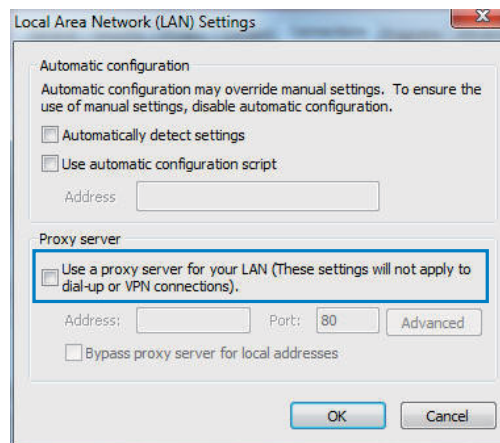 Local Area Network (LAN) Settings
Automatic configuration
Automatic configuration may override manual settings. To ensure the
use of manual settings, disable automatic configuration.
Automatically detect settings
Use automatic configuration script
Address
Proxy server
Use a proxy server for your LAN (These settings will not apply to
dial-up or VPN connections).
Address:
Port:
80
Advanced
Bypass proxy server for local addresses
OK
Cancel